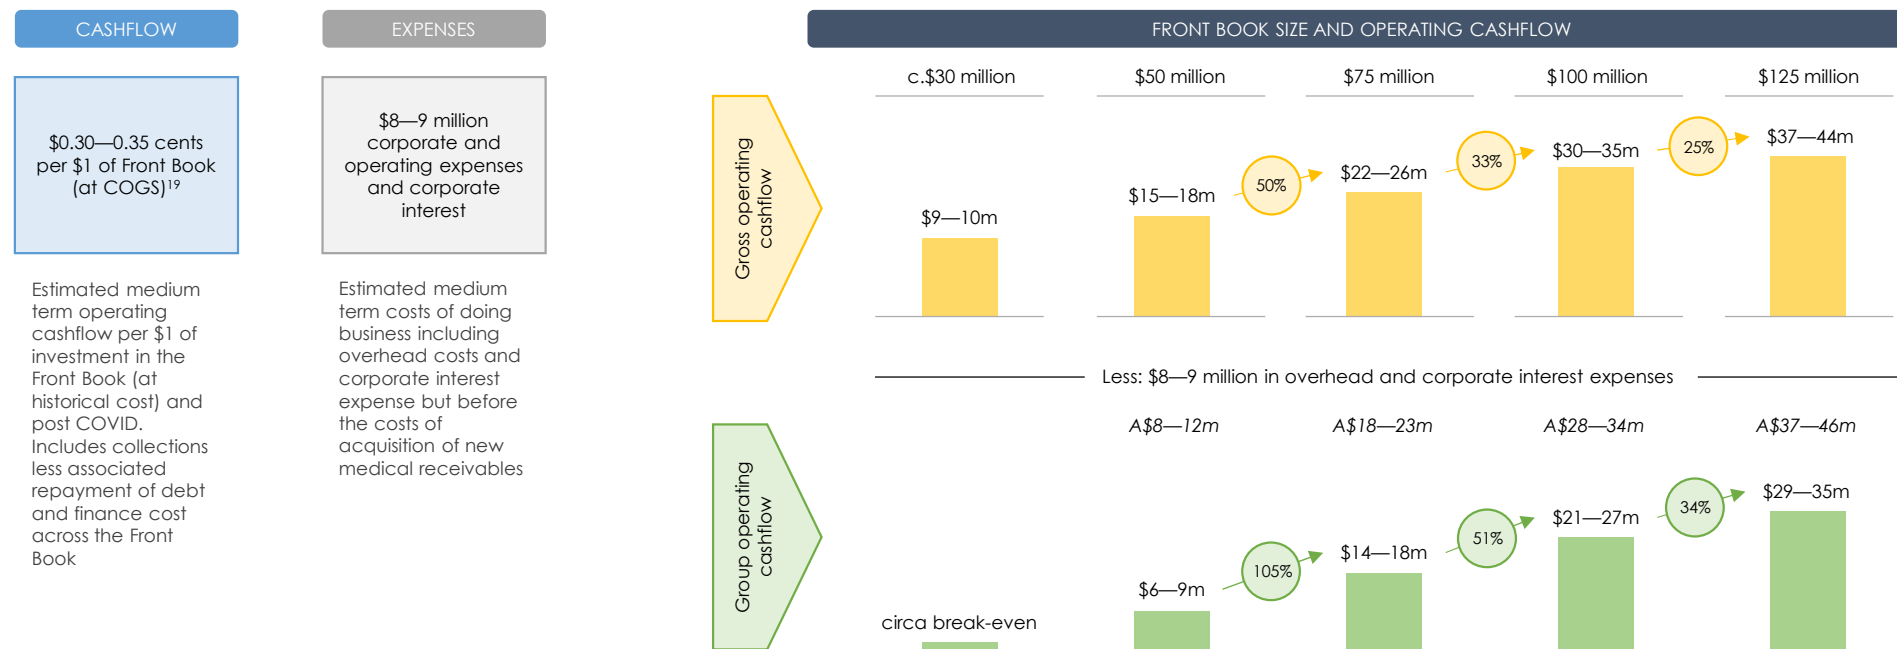 CASHFLOW
$0.30—0.35 cents
per $1 of Front Book
(at COGS)19
Estimated medium
term operating
cashflow per $1 of
investment in the
Front Book (at
historical cost) and
post COVID.
Includes collections
less associated
repayment of debt
and finance cost
across the Front
Book
EXPENSES
$8—9 million
corporate and
operating expenses
and corporate
interest
Estimated medium
term costs of doing
business including
overhead costs and
corporate interest
expense but before
the costs of
acquisition of new
medical receivables
FRONT BOOK SIZE AND OPERATING CASHFLOW
c.$30 million
$50 million
$75 million
$100 million
$125 million
Gross operating
cashflow
$9—10m
$15—18m
50%
$22—26m
33%
$30—35m
25%
$37—44m
Less: $8—9 million in overhead and corporate interest expenses
A$8—12m
A$18—23m
A$28—34m
A$37—46m
Group operating
cashflow
circa break-even
$6—9m
105%
$14—18m
51%
$21—27m
34%
$29—35m